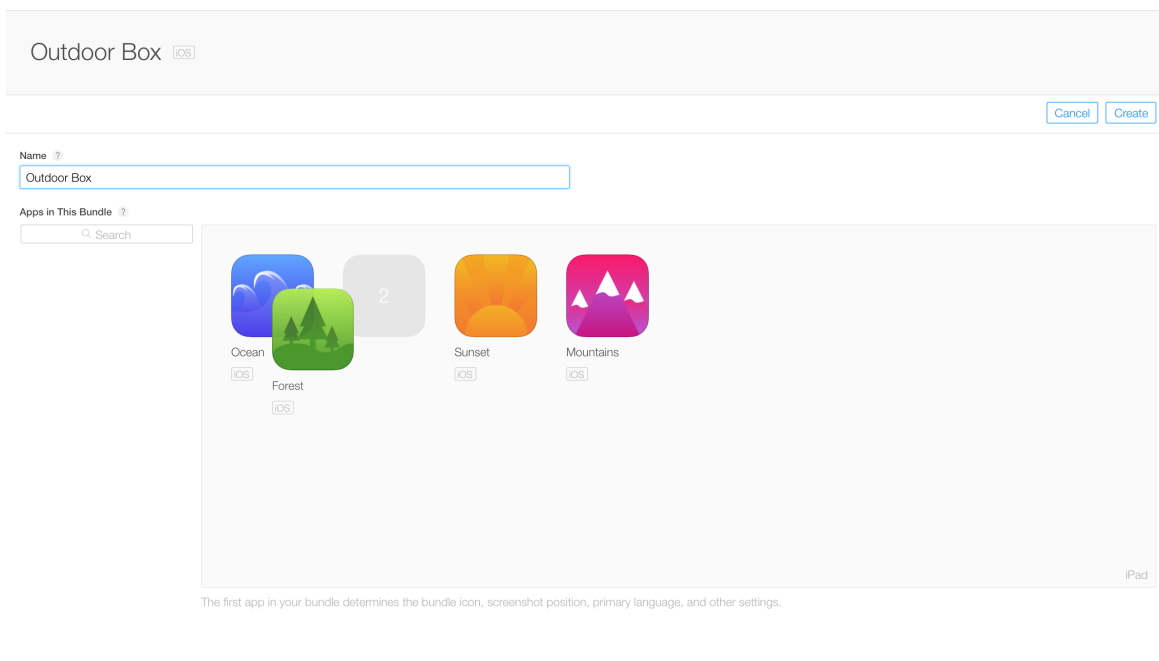 Outdoor Box iOS
Cancel Create
Name ?
Outdoor Box
Apps in This Bundle ?
Search
2
Ocean Sunset Mountains
iOS iOS iOS
Forest
iOS
iPad
The first app in your bundle determines the bundle icon, screenshot position, primary language, and other settings.